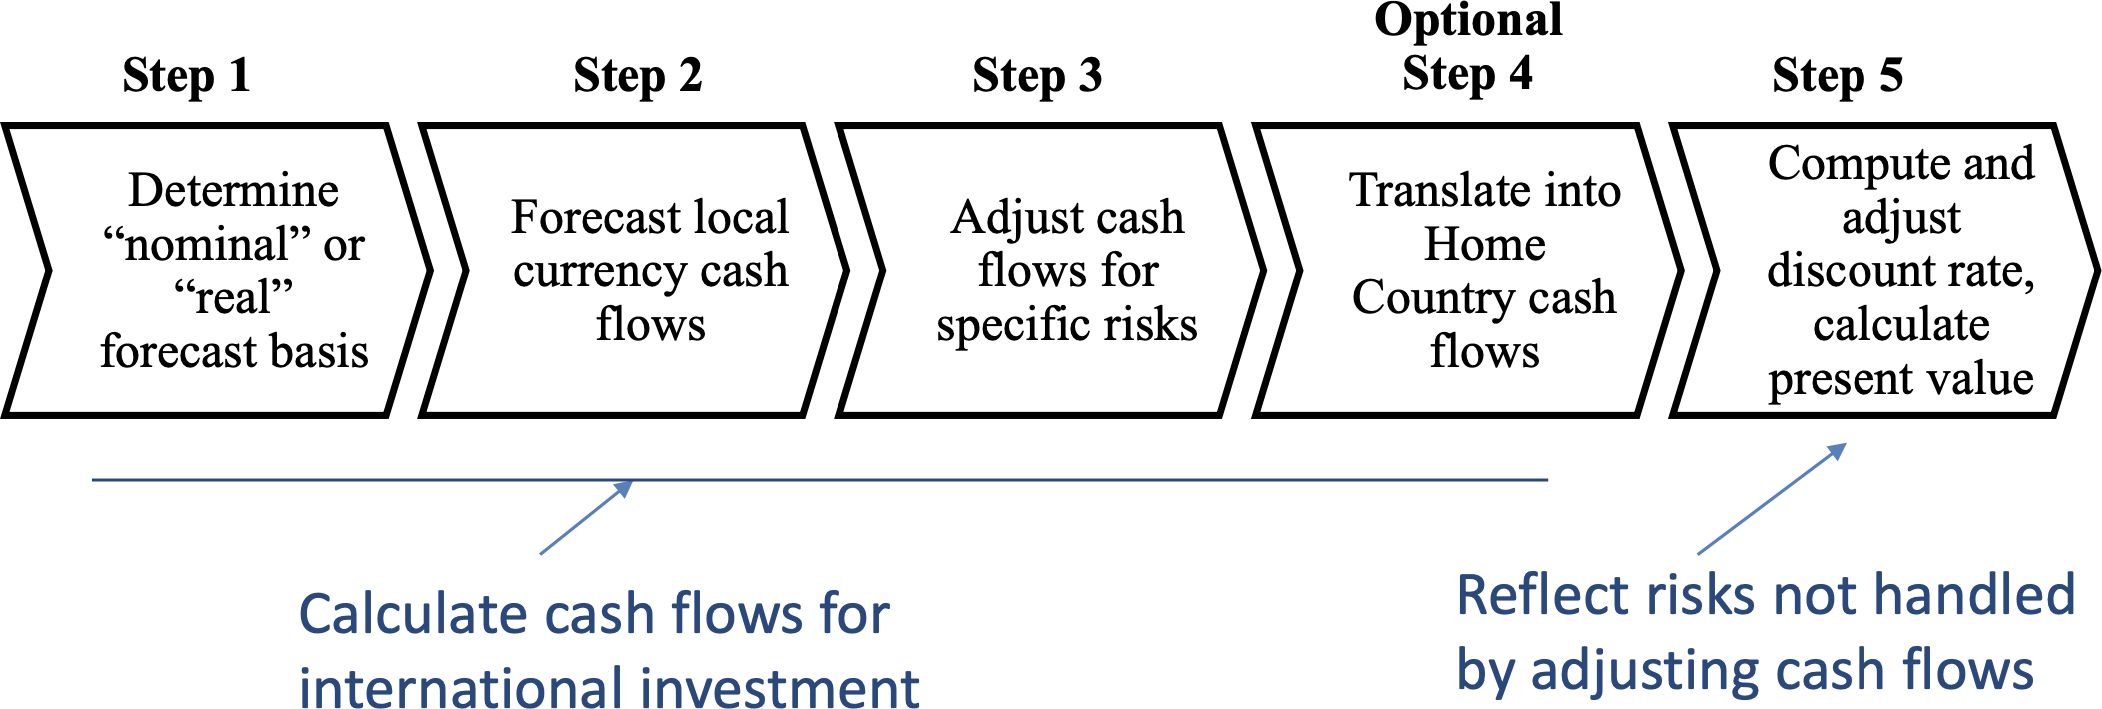 Step 1
Determine
“nominal” or
“real”
forecast basis
Step 2
Forecast local
currency cash
flows
Step 3
Adjust cash
flows for
specific risks
Optional
Step 4
Translate into
Home
Country cash
flows
Step 5
Compute and
adjust
discount rate,
calculate
present value
Calculate cash flows for
international investment
Reflect risks not handled
by adjusting cash flows